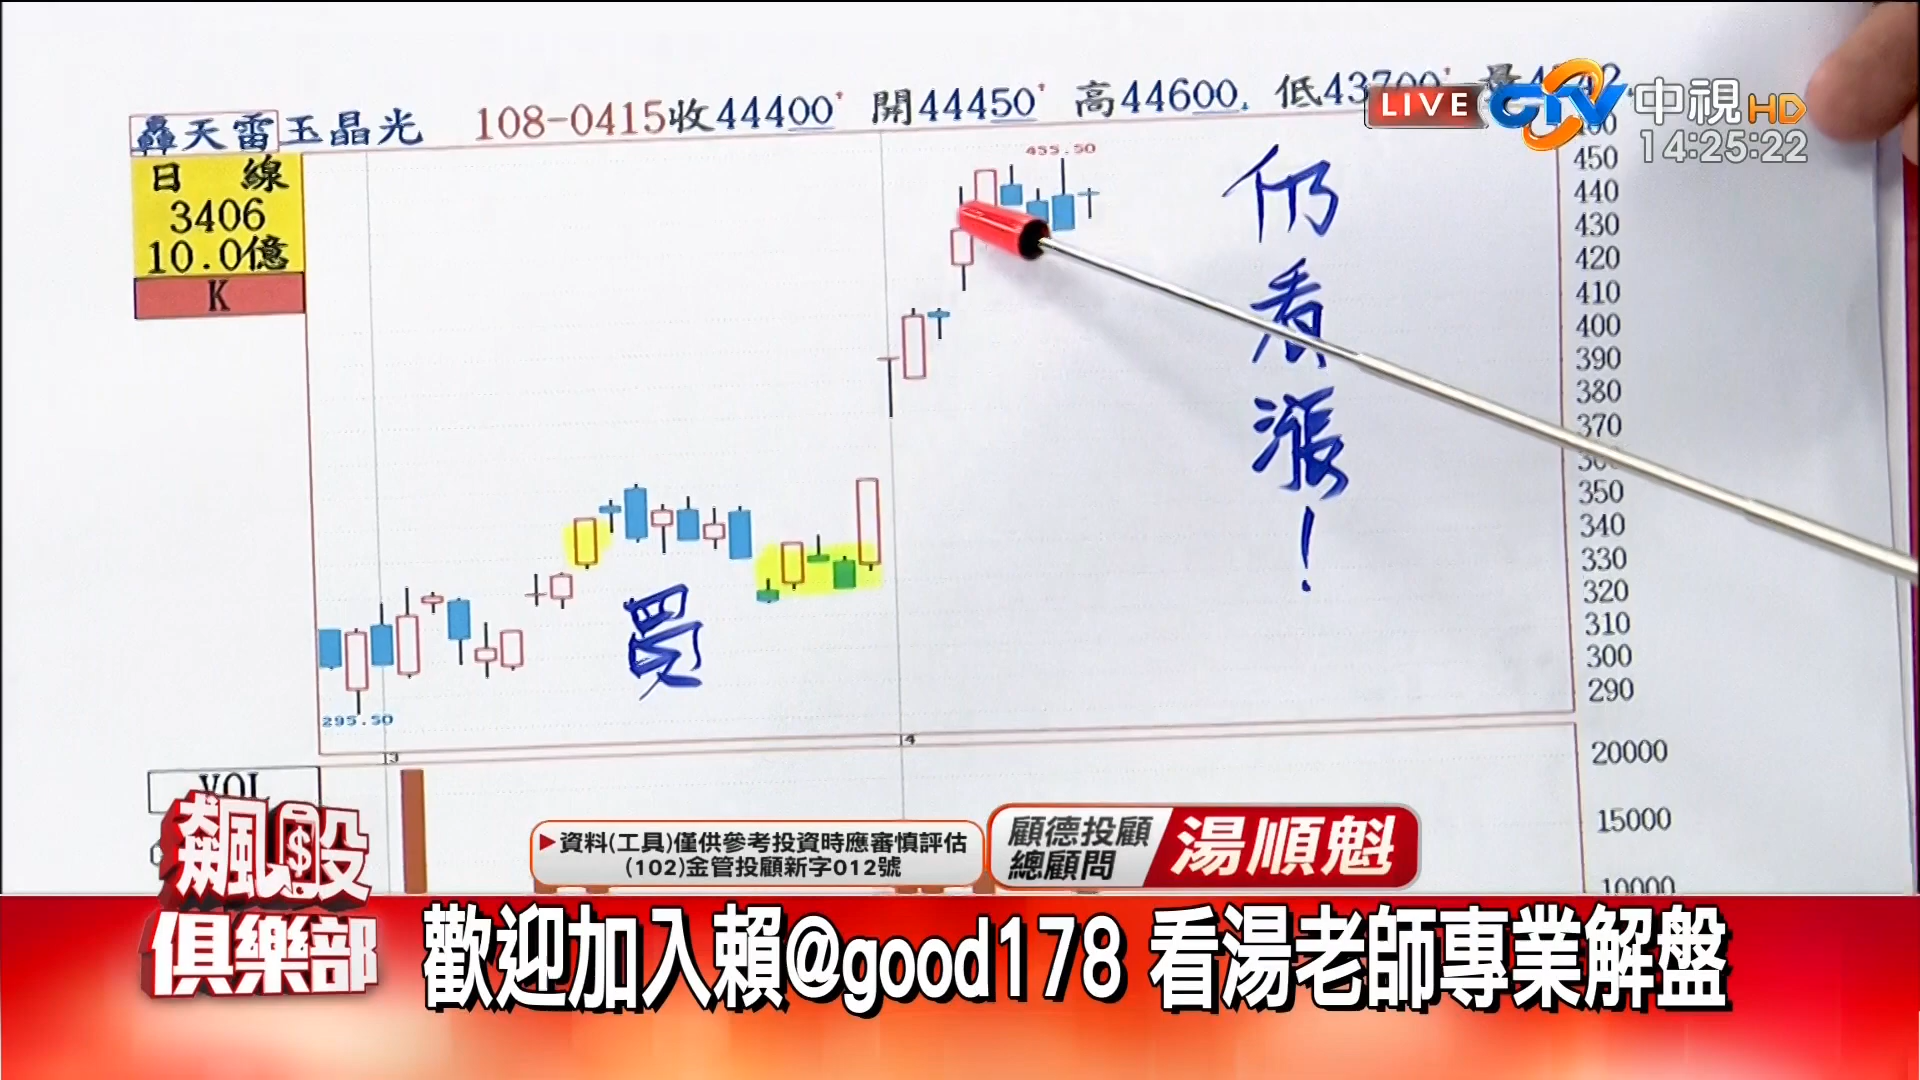 轟天雷 玉晶光 108-0415收44400' 開44450' 高44600. 低43700'
LIVE CTV 中視HD
14:25:22
日 線
3406
10.0億
K
455.50
仍看漲!
買
295.50
3
4
450
440
430
420
410
400
390
380
370
350
340
330
320
310
300
290
20000
15000
10000
VOL
飆股
俱樂部
資料(工具)僅供參考投資時應審慎評估
(102)金管投顧新字012號
顧德投顧
總顧問
湯順魁
歡迎加入賴@good178 看湯老師專業解盤